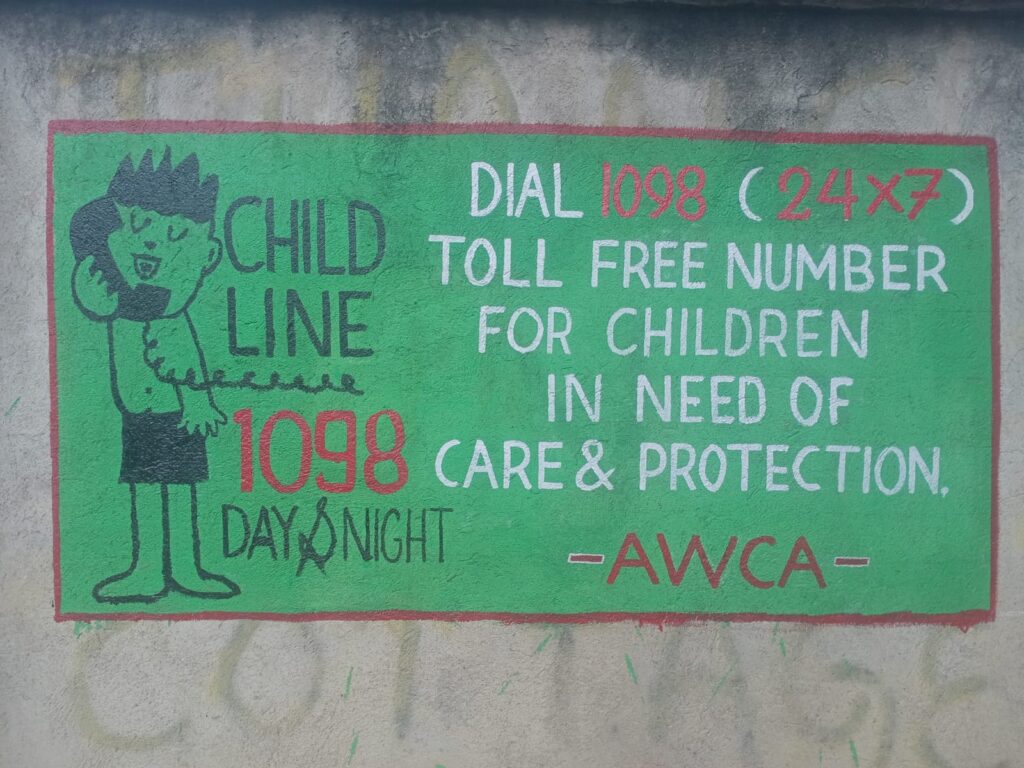 CHILD
LINE
1098
DAY & NIGHT
DIAL 1098 (24x7)
TOLL FREE NUMBER
FOR CHILDREN
IN NEED OF
CARE & PROTECTION.
-AWCA-
COTTAGE